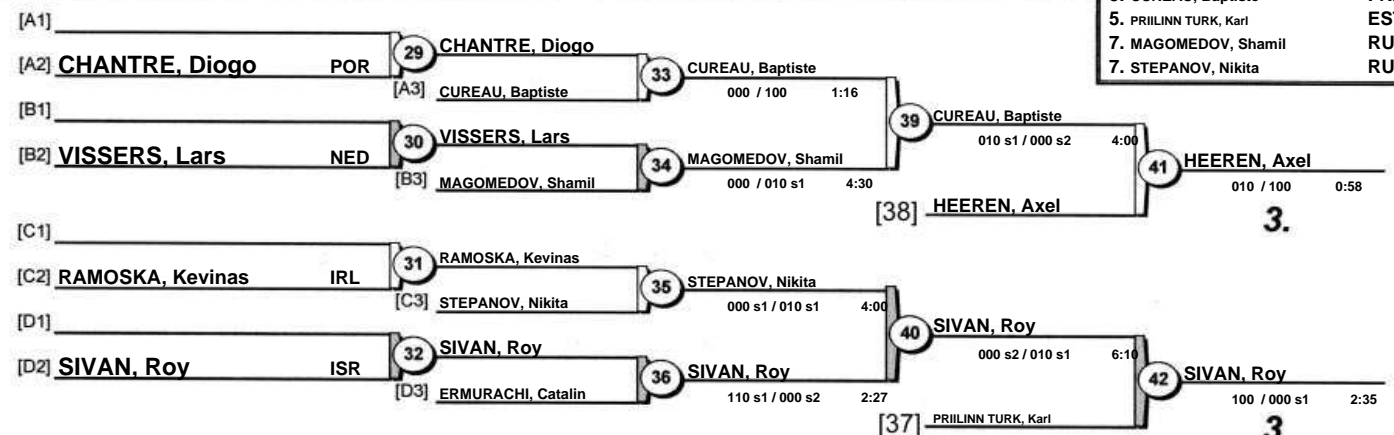 5. PRIILINN TURK, Karl
7. MAGOMEDOV, Shamil RU
7. STEPANOV, Nikita RU
[A1]
[A2] CHANTRE, Diogo POR
29
CHANTRE, Diogo
[A3] CUREAU, Baptiste
33
CUREAU, Baptiste
000 / 100 1:16
[B1]
[B2] VISSERS, Lars NED
30
VISSERS, Lars
[B3] MAGOMEDOV, Shamil
34
MAGOMEDOV, Shamil
000 / 010 s1 4:30
39
CUREAU, Baptiste
010 s1 / 000 s2 4:00
[38] HEEREN, Axel
41
HEEREN, Axel
010 / 100 0:58
3.
[C1]
[C2] RAMOSKA, Kevinas IRL
31
RAMOSKA, Kevinas
[C3] STEPANOV, Nikita
35
STEPANOV, Nikita
000 s1 / 010 s1 4:00
[D1]
[D2] SIVAN, Roy ISR
32
SIVAN, Roy
[D3] ERMURACHI, Catalin
36
SIVAN, Roy
110 s1 / 000 s2 2:27
40
SIVAN, Roy
000 s2 / 010 s1 6:10
[37] PRIILINN TURK, Karl
42
SIVAN, Roy
100 / 000 s1 2:35
3